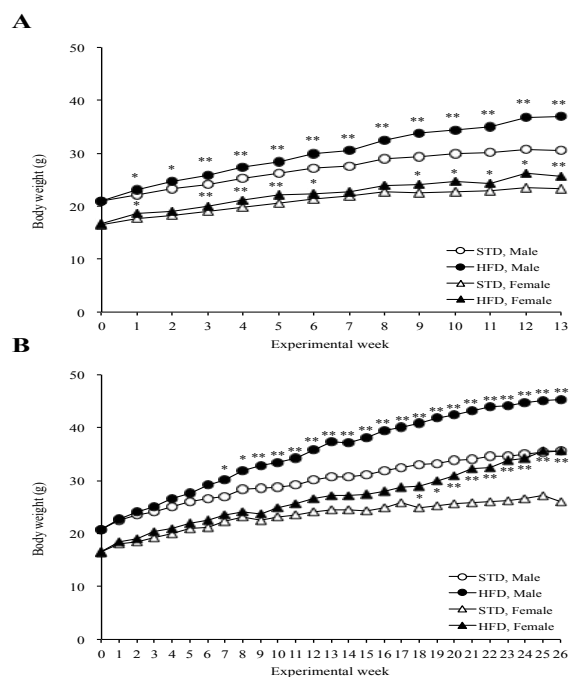 A
50
** **
** ** **
40
** ** **
** **
* * **
30
* **
* * *
** ** ** *
*
20
Body weight (g)
10
STD, Male
HFD, Male
STD, Female
HFD, Female
0
0 1 2 3 4 5 6 7 8 9 10 11 12 13
Experimental week
B
50
** ** ** ** **
** ** ** **
** ** **
40
** ** **
**
* * ** ** **
** **
** ** ** **
30
**
* *
20
Body weight (g)
10
STD, Male
HFD, Male
STD, Female
HFD, Female
0
0 1 2 3 4 5 6 7 8 9 10 11 12 13 14 15 16 17 18 19 20 21 22 23 24 25 26
Experimental week